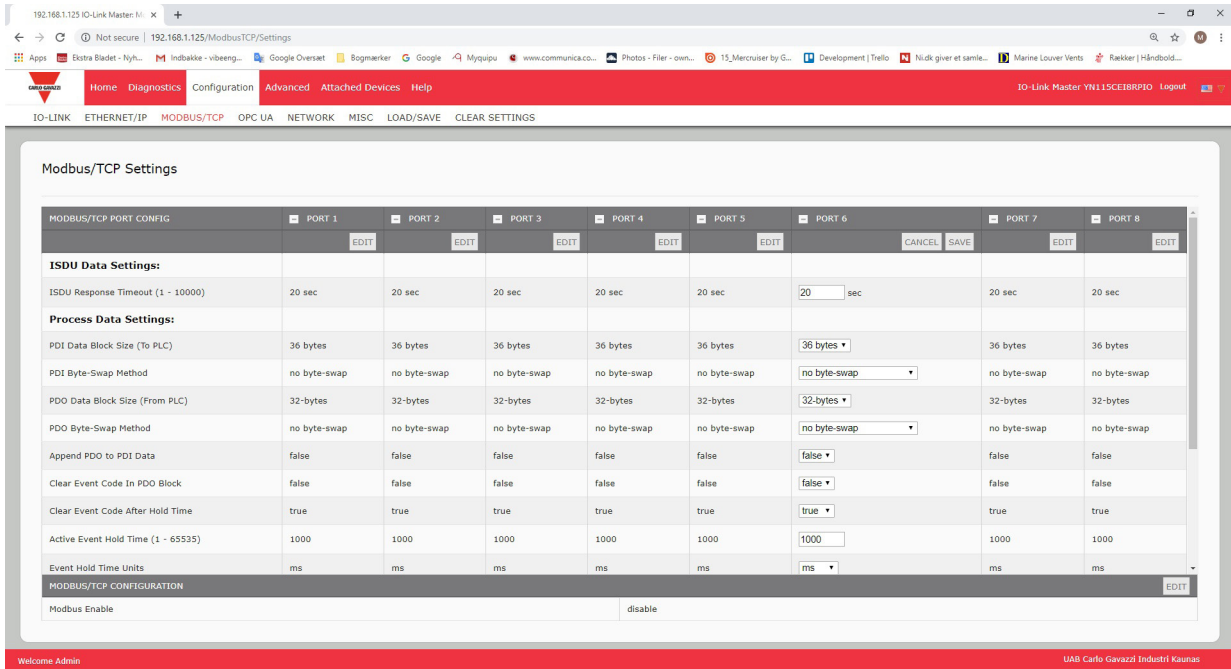 192.168.1.125 IO-Link Master: M
Not secure | 192.168.1.125/ModbusTCP/Settings
M
Apps Ekstra Bladet - Nyh... Indbakke - vibeeng... Google Oversæt Bogmærker Google Myquipu www.communica.co... Photos - Filer - own... 15_Mercruiser by G... Development | Trello Ni.dk giver et samle... Marine Louver Vents Rækker | Håndbold....
CARLO GAVAZZI Home Diagnostics Configuration Advanced Attached Devices Help IO-Link Master YN115CEI8RPIO Logout
IO-LINK ETHERNET/IP MODBUS/TCP OPC UA NETWORK MISC LOAD/SAVE CLEAR SETTINGS
Modbus/TCP Settings
MODBUS/TCP PORT CONFIG PORT 1 PORT 2 PORT 3 PORT 4 PORT 5 PORT 6 PORT 7 PORT 8
EDIT EDIT EDIT EDIT EDIT CANCEL SAVE EDIT EDIT
ISDU Data Settings:
ISDU Response Timeout (1 - 10000) 20 sec 20 sec 20 sec 20 sec 20 sec 20 sec 20 sec 20 sec
Process Data Settings:
PDI Data Block Size (To PLC) 36 bytes 36 bytes 36 bytes 36 bytes 36 bytes 36 bytes 36 bytes 36 bytes
PDI Byte-Swap Method no byte-swap no byte-swap no byte-swap no byte-swap no byte-swap no byte-swap no byte-swap no byte-swap
PDO Data Block Size (From PLC) 32-bytes 32-bytes 32-bytes 32-bytes 32-bytes 32-bytes 32-bytes 32-bytes
PDO Byte-Swap Method no byte-swap no byte-swap no byte-swap no byte-swap no byte-swap no byte-swap no byte-swap no byte-swap
Append PDO to PDI Data false false false false false false false false
Clear Event Code In PDO Block false false false false false false false false
Clear Event Code After Hold Time true true true true true true true true
Active Event Hold Time (1 - 65535) 1000 1000 1000 1000 1000 1000 1000 1000
Event Hold Time Units ms ms ms ms ms ms ms ms
MODBUS/TCP CONFIGURATION EDIT
Modbus Enable disable
Welcome Admin UAB Carlo Gavazzi Industri Kaunas